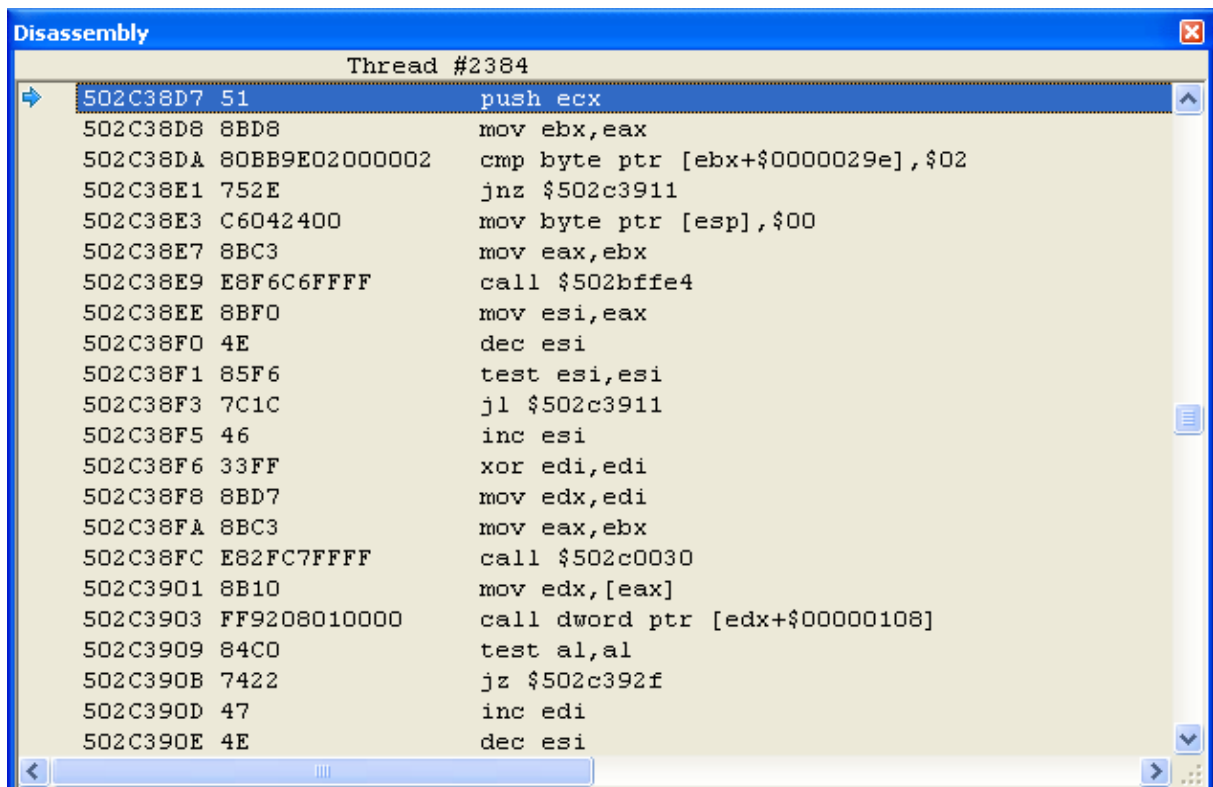 Disassembly
Thread #2384
502C38D7 51 push ecx
502C38D8 8BD8 mov ebx,eax
502C38DA 80BB9E02000002 cmp byte ptr [ebx+$0000029e],$02
502C38E1 752E jnz $502c3911
502C38E3 C6042400 mov byte ptr [esp],$00
502C38E7 8BC3 mov eax,ebx
502C38E9 E8F6C6FFFF call $502bffe4
502C38EE 8BF0 mov esi,eax
502C38F0 4E dec esi
502C38F1 85F6 test esi,esi
502C38F3 7C1C jl $502c3911
502C38F5 46 inc esi
502C38F6 33FF xor edi,edi
502C38F8 8BD7 mov edx,edi
502C38FA 8BC3 mov eax,ebx
502C38FC E82FC7FFFF call $502c0030
502C3901 8B10 mov edx,[eax]
502C3903 FF9208010000 call dword ptr [edx+$00000108]
502C3909 84C0 test al,al
502C390B 7422 jz $502c392f
502C390D 47 inc edi
502C390E 4E dec esi